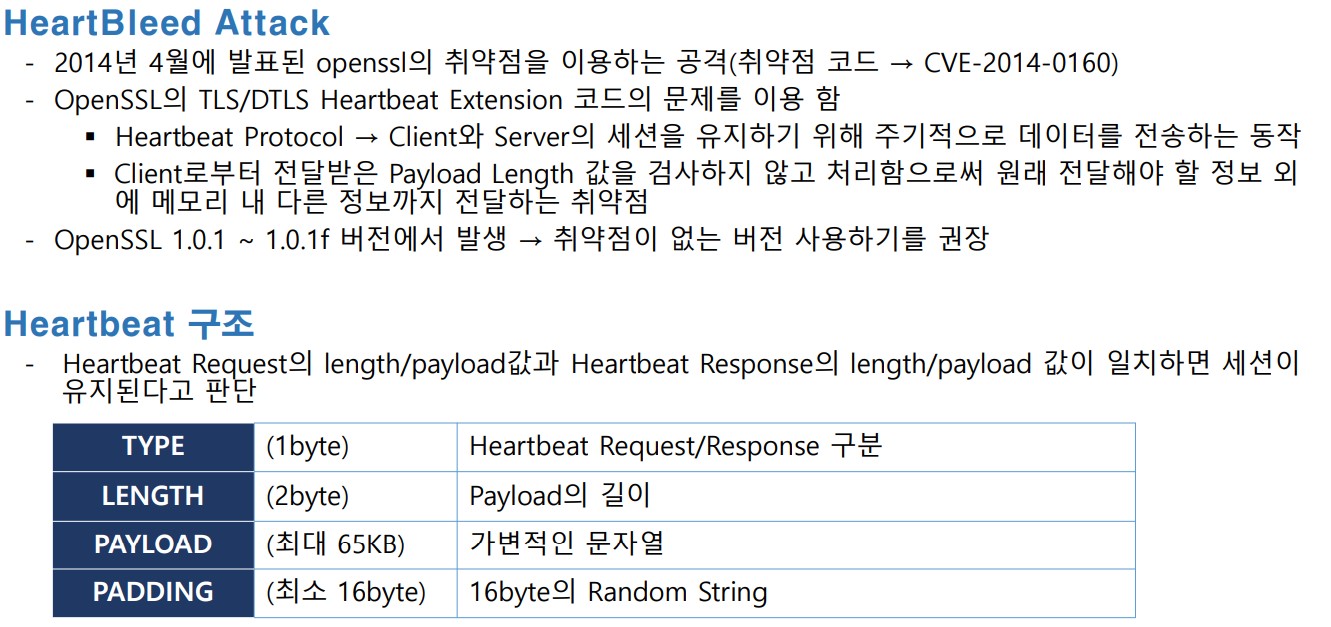 HeartBleed Attack
- 2014년 4월에 발표된 openssl의 취약점을 이용하는 공격(취약점 코드 → CVE-2014-0160)
- OpenSSL의 TLS/DTLS Heartbeat Extension 코드의 문제를 이용 함
▪ Heartbeat Protocol → Client와 Server의 세션을 유지하기 위해 주기적으로 데이터를 전송하는 동작
▪ Client로부터 전달받은 Payload Length 값을 검사하지 않고 처리함으로써 원래 전달해야 할 정보 외
에 메모리 내 다른 정보까지 전달하는 취약점
- OpenSSL 1.0.1 ~ 1.0.1f 버전에서 발생 → 취약점이 없는 버전 사용하기를 권장
Heartbeat 구조
- Heartbeat Request의 length/payload값과 Heartbeat Response의 length/payload 값이 일치하면 세션이
유지된다고 판단
TYPE (1byte) Heartbeat Request/Response 구분
LENGTH (2byte) Payload의 길이
PAYLOAD (최대 65KB) 가변적인 문자열
PADDING (최소 16byte) 16byte의 Random String